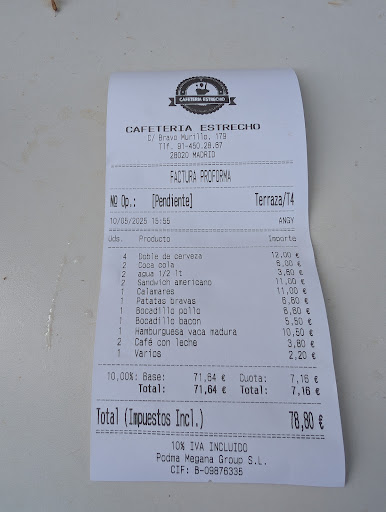 CAFETERIA ESTRECHO
CAFETERIA ESTRECHO
C/ Bravo Murillo, 179
Tlf. 91-450.28.67
28020 MADRID
FACTURA PROFORMA
Nº Op.: [Pendiente] Terraza/T4
10/05/2025 15:55 ANGY
Uds. Producto Importe
4 Doble de cerveza 12,00 €
2 Coca cola 6,00 €
2 agua 1/2 lt 3,60 €
2 Sandwich americano 11,00 €
1 Calamares 11,00 €
1 Patatas bravas 6,60 €
1 Bocadillo pollo 6,60 €
1 Bocadillo bacon 5,50 €
1 Hamburguesa vaca madura 10,50 €
2 Café con leche 3,80 €
1 Varios 2,20 €
10,00%: Base: 71,64 € Cuota: 7,16 €
Total: 71,64 € Total: 7,16 €
Total (Impuestos Incl.) 78,80 €
10% IVA INCLUIDO
Podma Megana Group S.L.
CIF: B-09876335